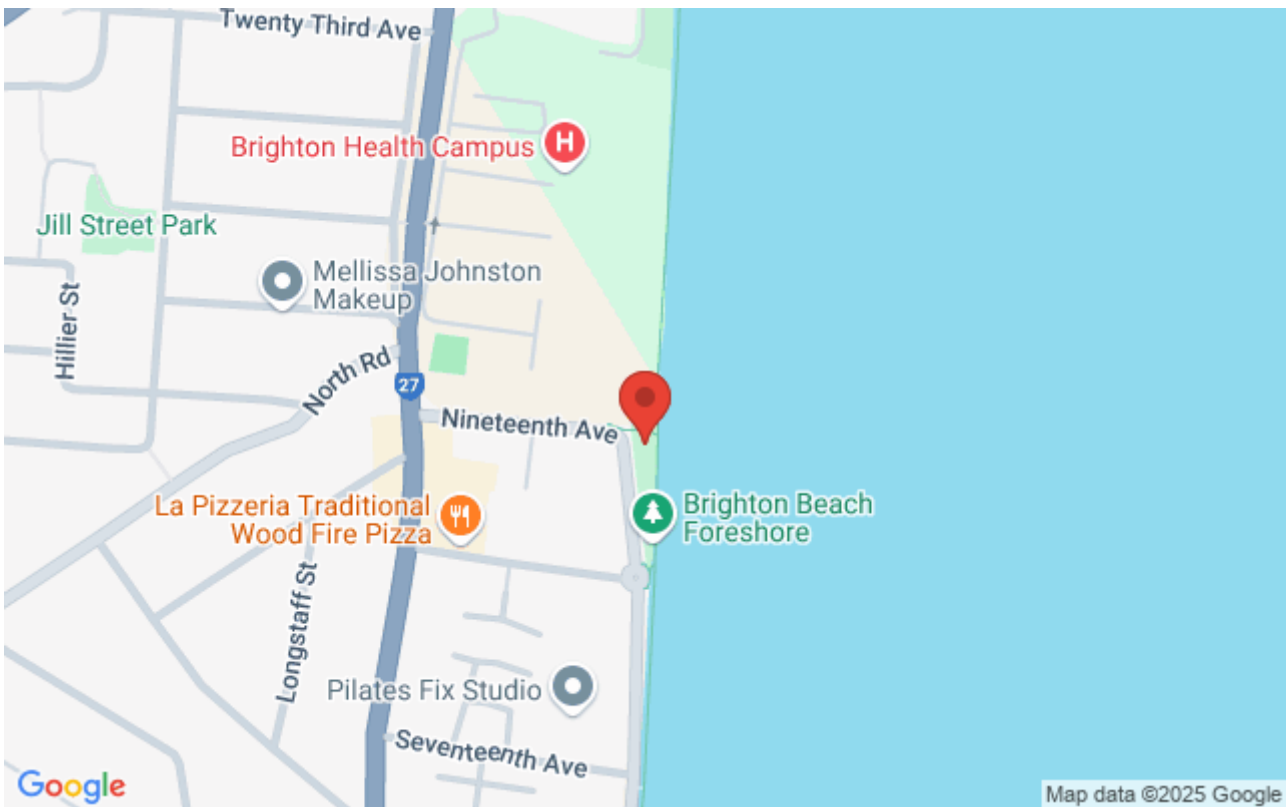 Twenty Third Ave
Brighton Health Campus
H
Jill Street Park
Mellissa Johnston
Makeup
Hillier St
North Rd
27
Nineteenth Ave
La Pizzeria Traditional
Wood Fire Pizza
Brighton Beach
Foreshore
Longstaff St
Pilates Fix Studio
Seventeenth Ave
Google
Map data ©2025 Google